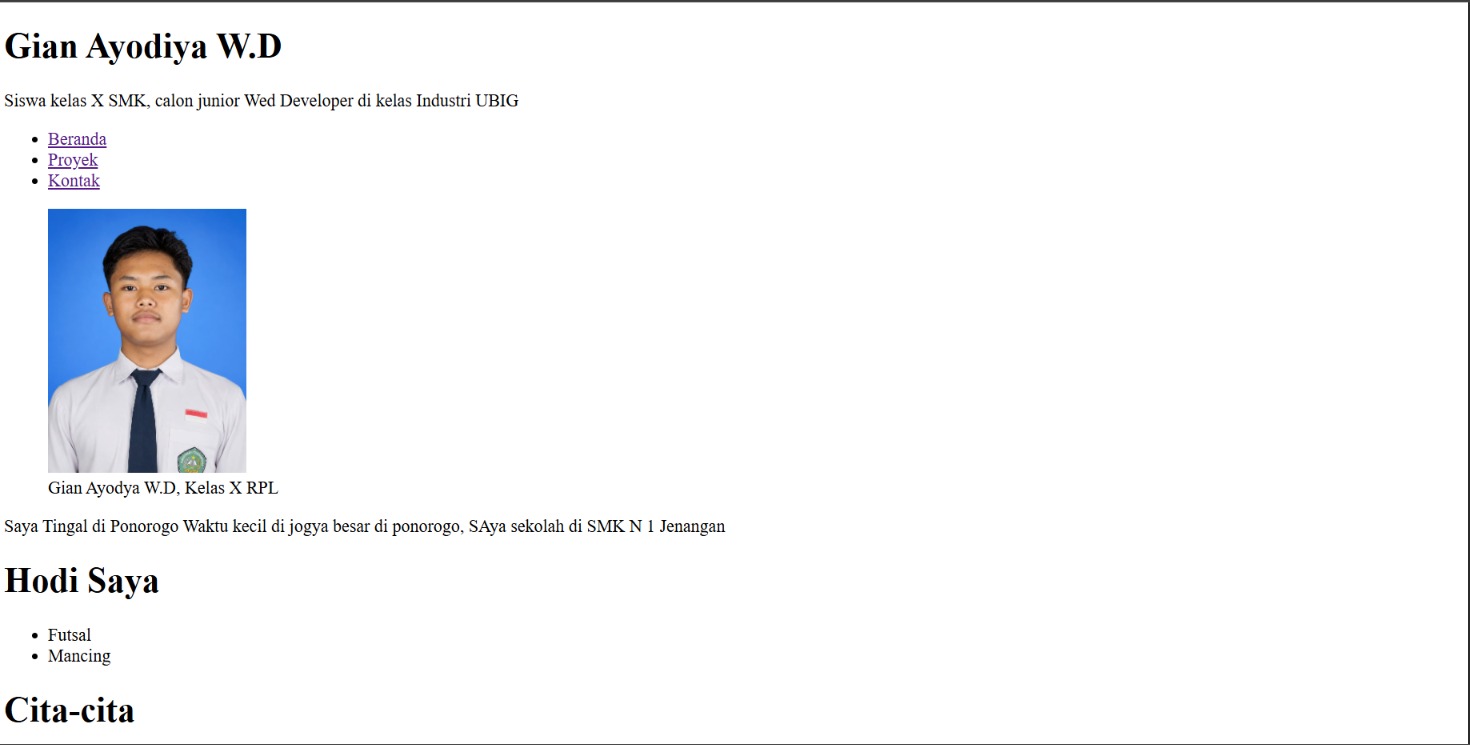 Gian Ayodiya W.D
Siswa kelas X SMK, calon junior Wed Developer di kelas Industri UBIG
Beranda
Proyek
Kontak
Gian Ayodya W.D, Kelas X RPL
Saya Tingal di Ponorogo Waktu kecil di jogya besar di ponorogo, SAya sekolah di SMK N 1 Jenangan
Hodi Saya
Futsal
Mancing
Cita-cita